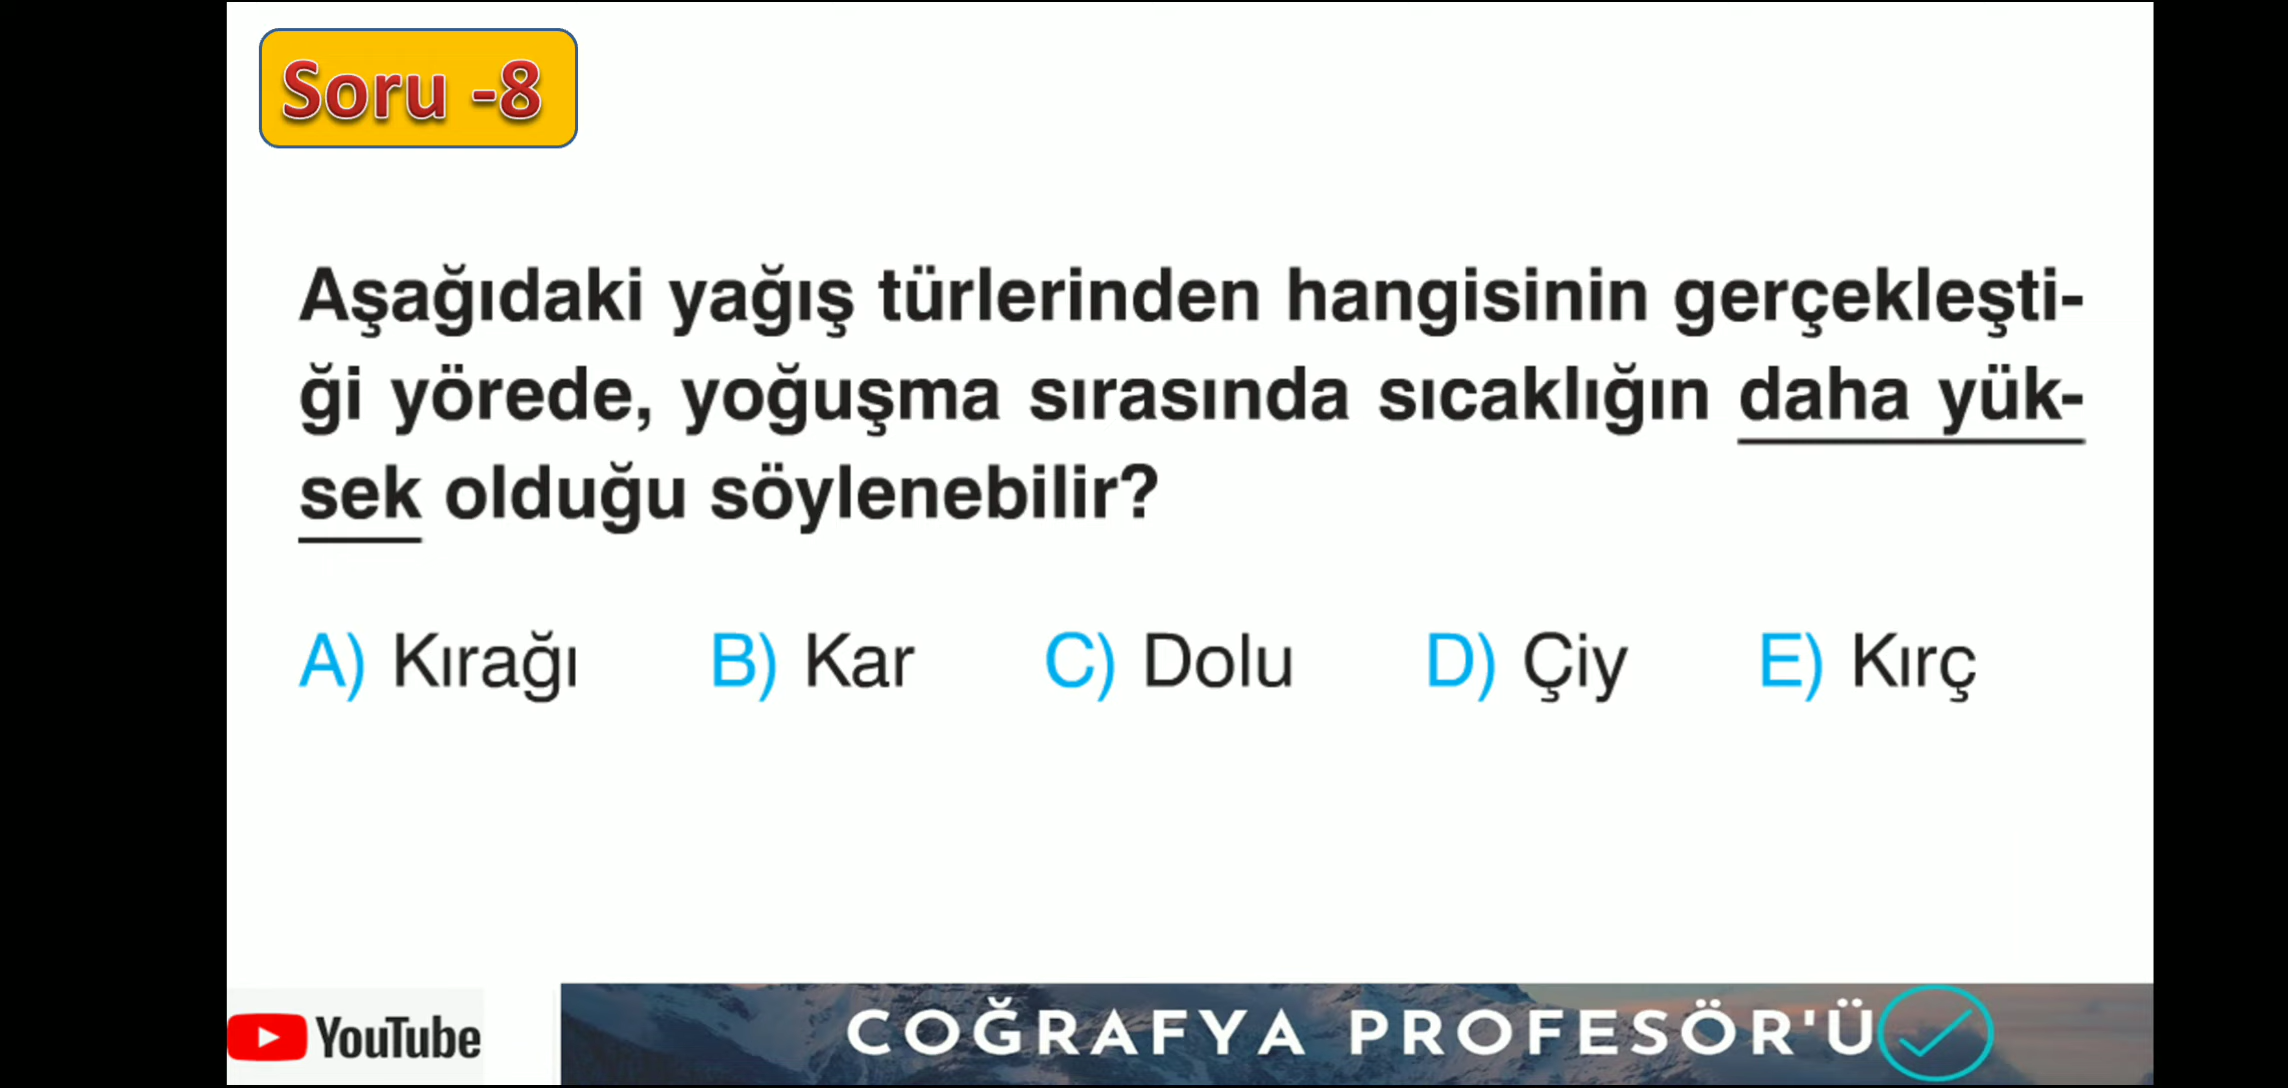 Soru -8
Aşağıdaki yağış türlerinden hangisinin gerçekleşti-
ği yörede, yoğuşma sırasında sıcaklığın daha yük-
sek olduğu söylenebilir?
A) Kırağı B) Kar C) Dolu D) Çiy E) Kırç
YouTube COĞRAFYA PROFESÖR'Ü